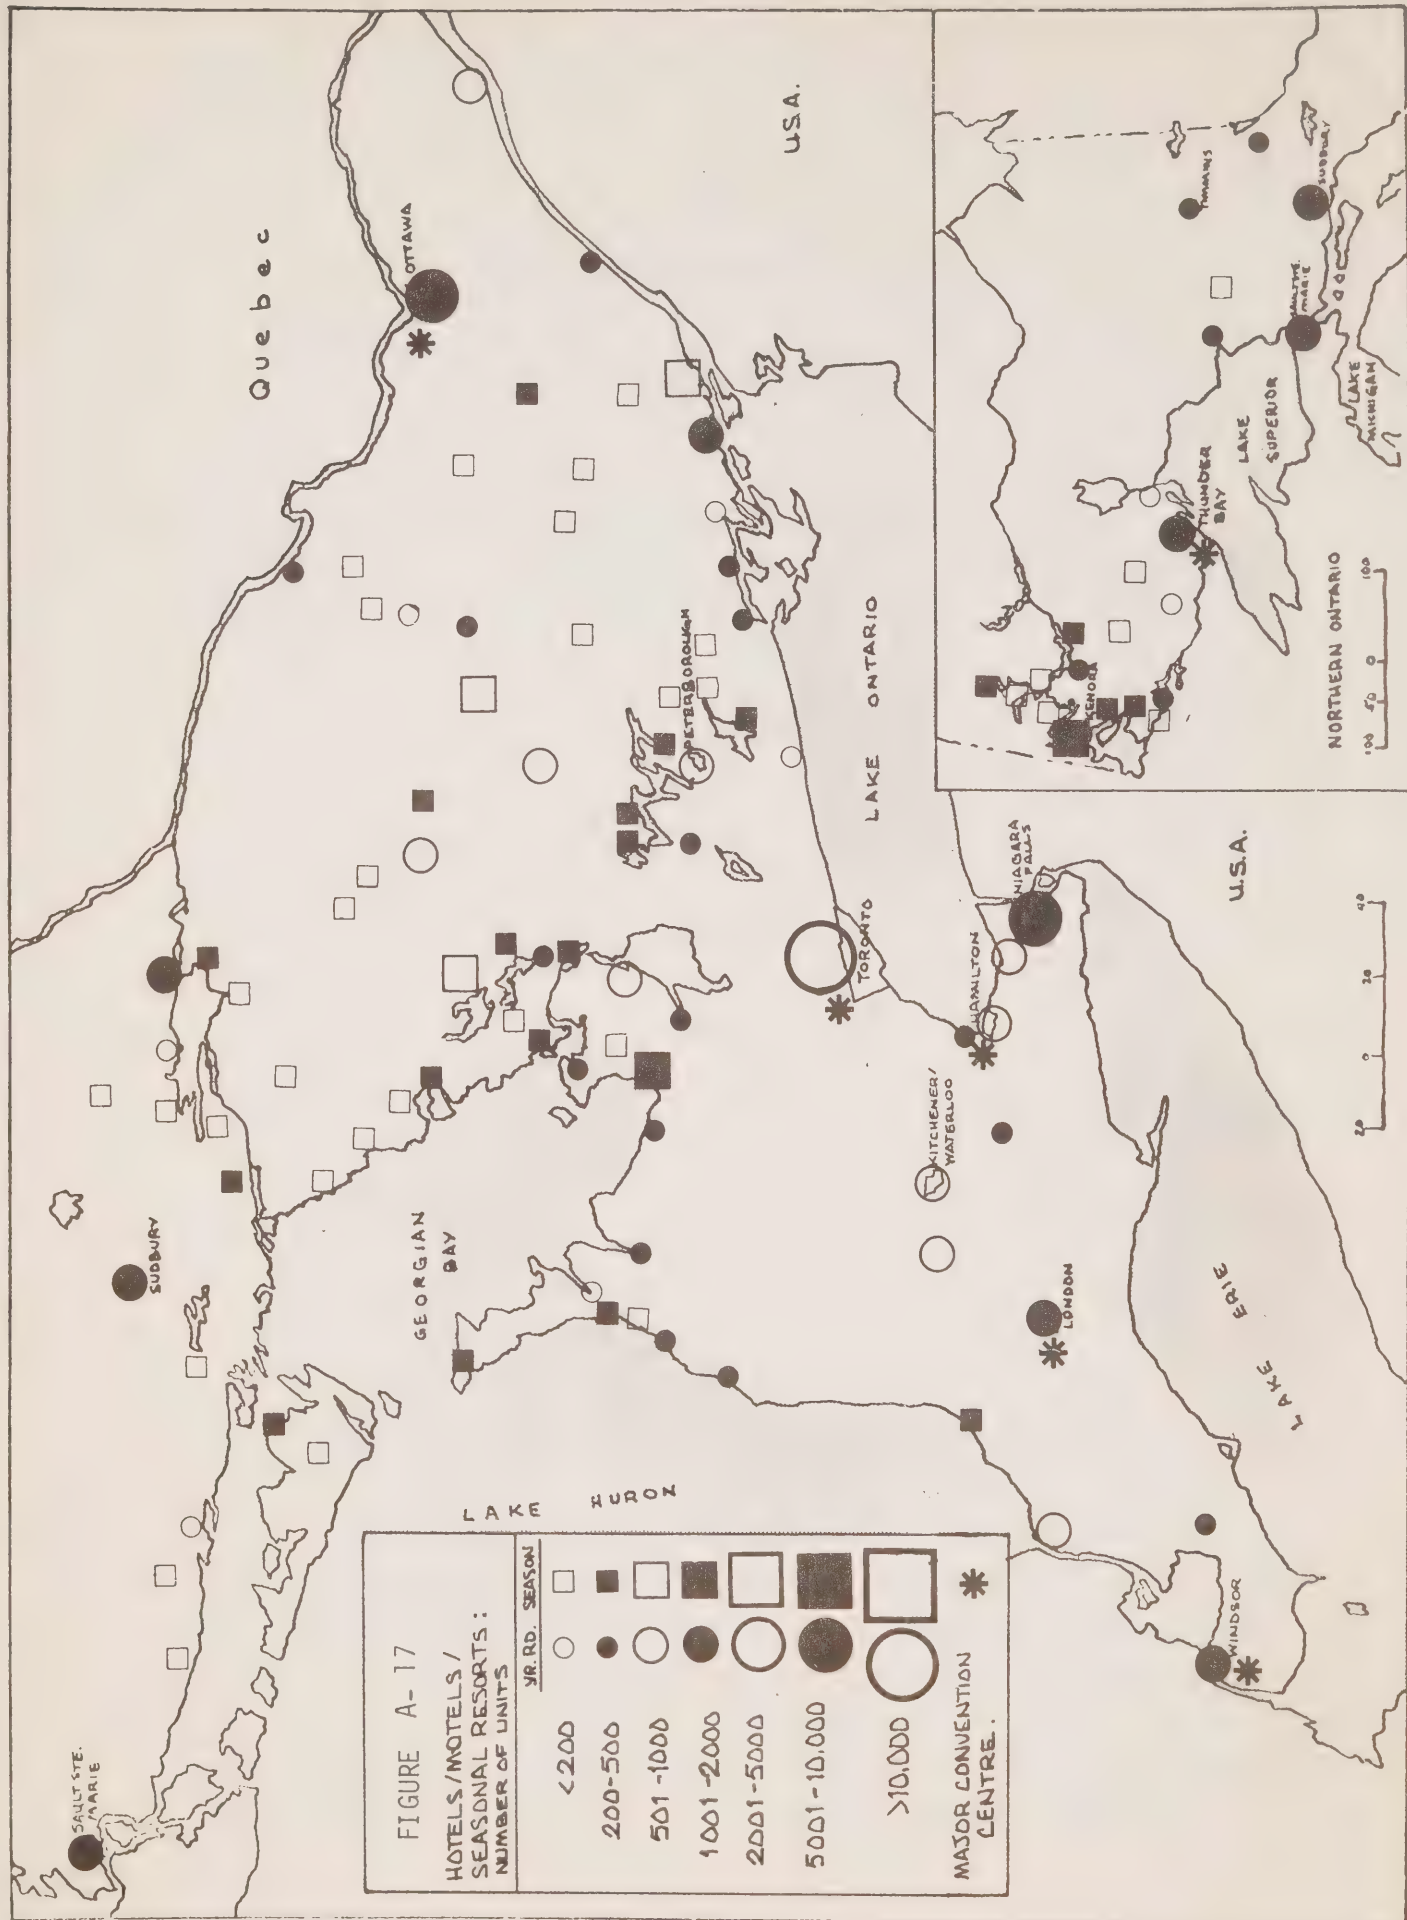 FIGURE A-17
HOTELS/MOTELS/
SEASONAL RESORTS:
NUMBER OF UNITS
YR. RD. SEASON
<200
200-500
501-1000
1001-2000
2001-5000
5001-10.000
>10.000
MAJOR CONVENTION
CENTRE.
SAULT STE.
MARIE
SUDBURY
Quebec
OTTAWA
U.S.A.
GEORGIAN
BAY
LAKE HURON
PETERBOROUGH
LAKE ONTARIO
TORONTO
HAMILTON
NIAGARA
FALLS
KITCHENER/
WATERLOO
LONDON
WINDSOR
LAKE ERIE
U.S.A.
20 0 20 40
NORTHERN ONTARIO
100 50 0 100
KENORA
THUNDER
BAY
LAKE
SUPERIOR
SAULT STE.
MARIE
LAKE
MICHIGAN
TIMMINS
SUDBURY